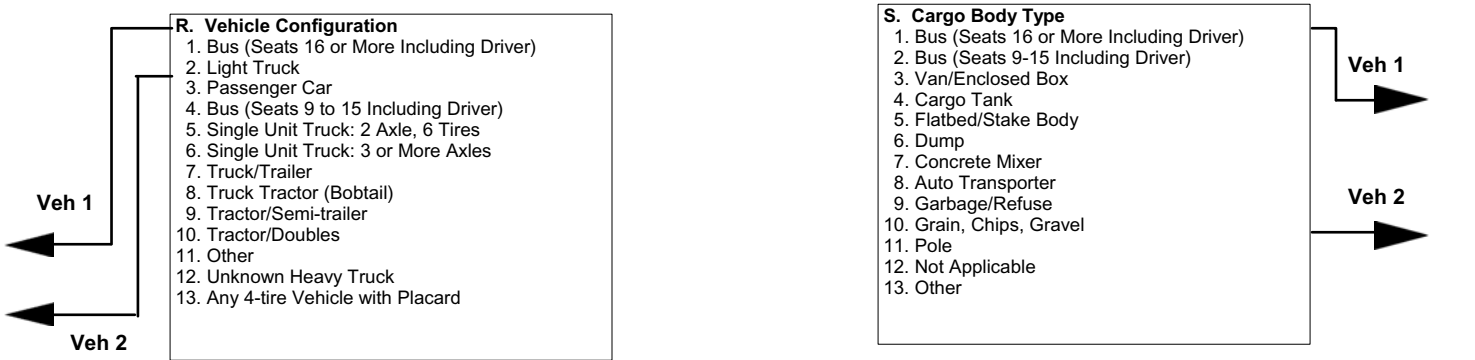 R. Vehicle Configuration
1. Bus (Seats 16 or More Including Driver)
2. Light Truck
3. Passenger Car
4. Bus (Seats 9 to 15 Including Driver)
5. Single Unit Truck: 2 Axle, 6 Tires
6. Single Unit Truck: 3 or More Axles
7. Truck/Trailer
8. Truck Tractor (Bobtail)
9. Tractor/Semi-trailer
10. Tractor/Doubles
11. Other
12. Unknown Heavy Truck
13. Any 4-tire Vehicle with Placard
Veh 1
Veh 2
S. Cargo Body Type
1. Bus (Seats 16 or More Including Driver)
2. Bus (Seats 9-15 Including Driver)
3. Van/Enclosed Box
4. Cargo Tank
5. Flatbed/Stake Body
6. Dump
7. Concrete Mixer
8. Auto Transporter
9. Garbage/Refuse
10. Grain, Chips, Gravel
11. Pole
12. Not Applicable
13. Other
Veh 1
Veh 2